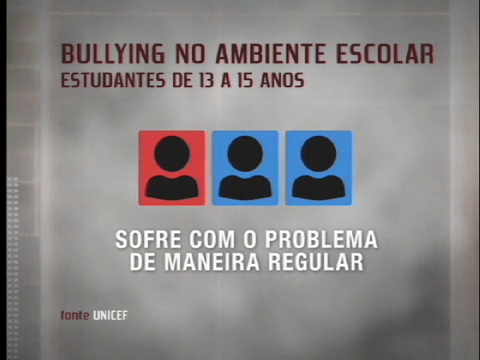 BULLYING NO AMBIENTE ESCOLAR
ESTUDANTES DE 13 A 15 ANOS
SOFRE COM O PROBLEMA
DE MANEIRA REGULAR
fonte UNICEF